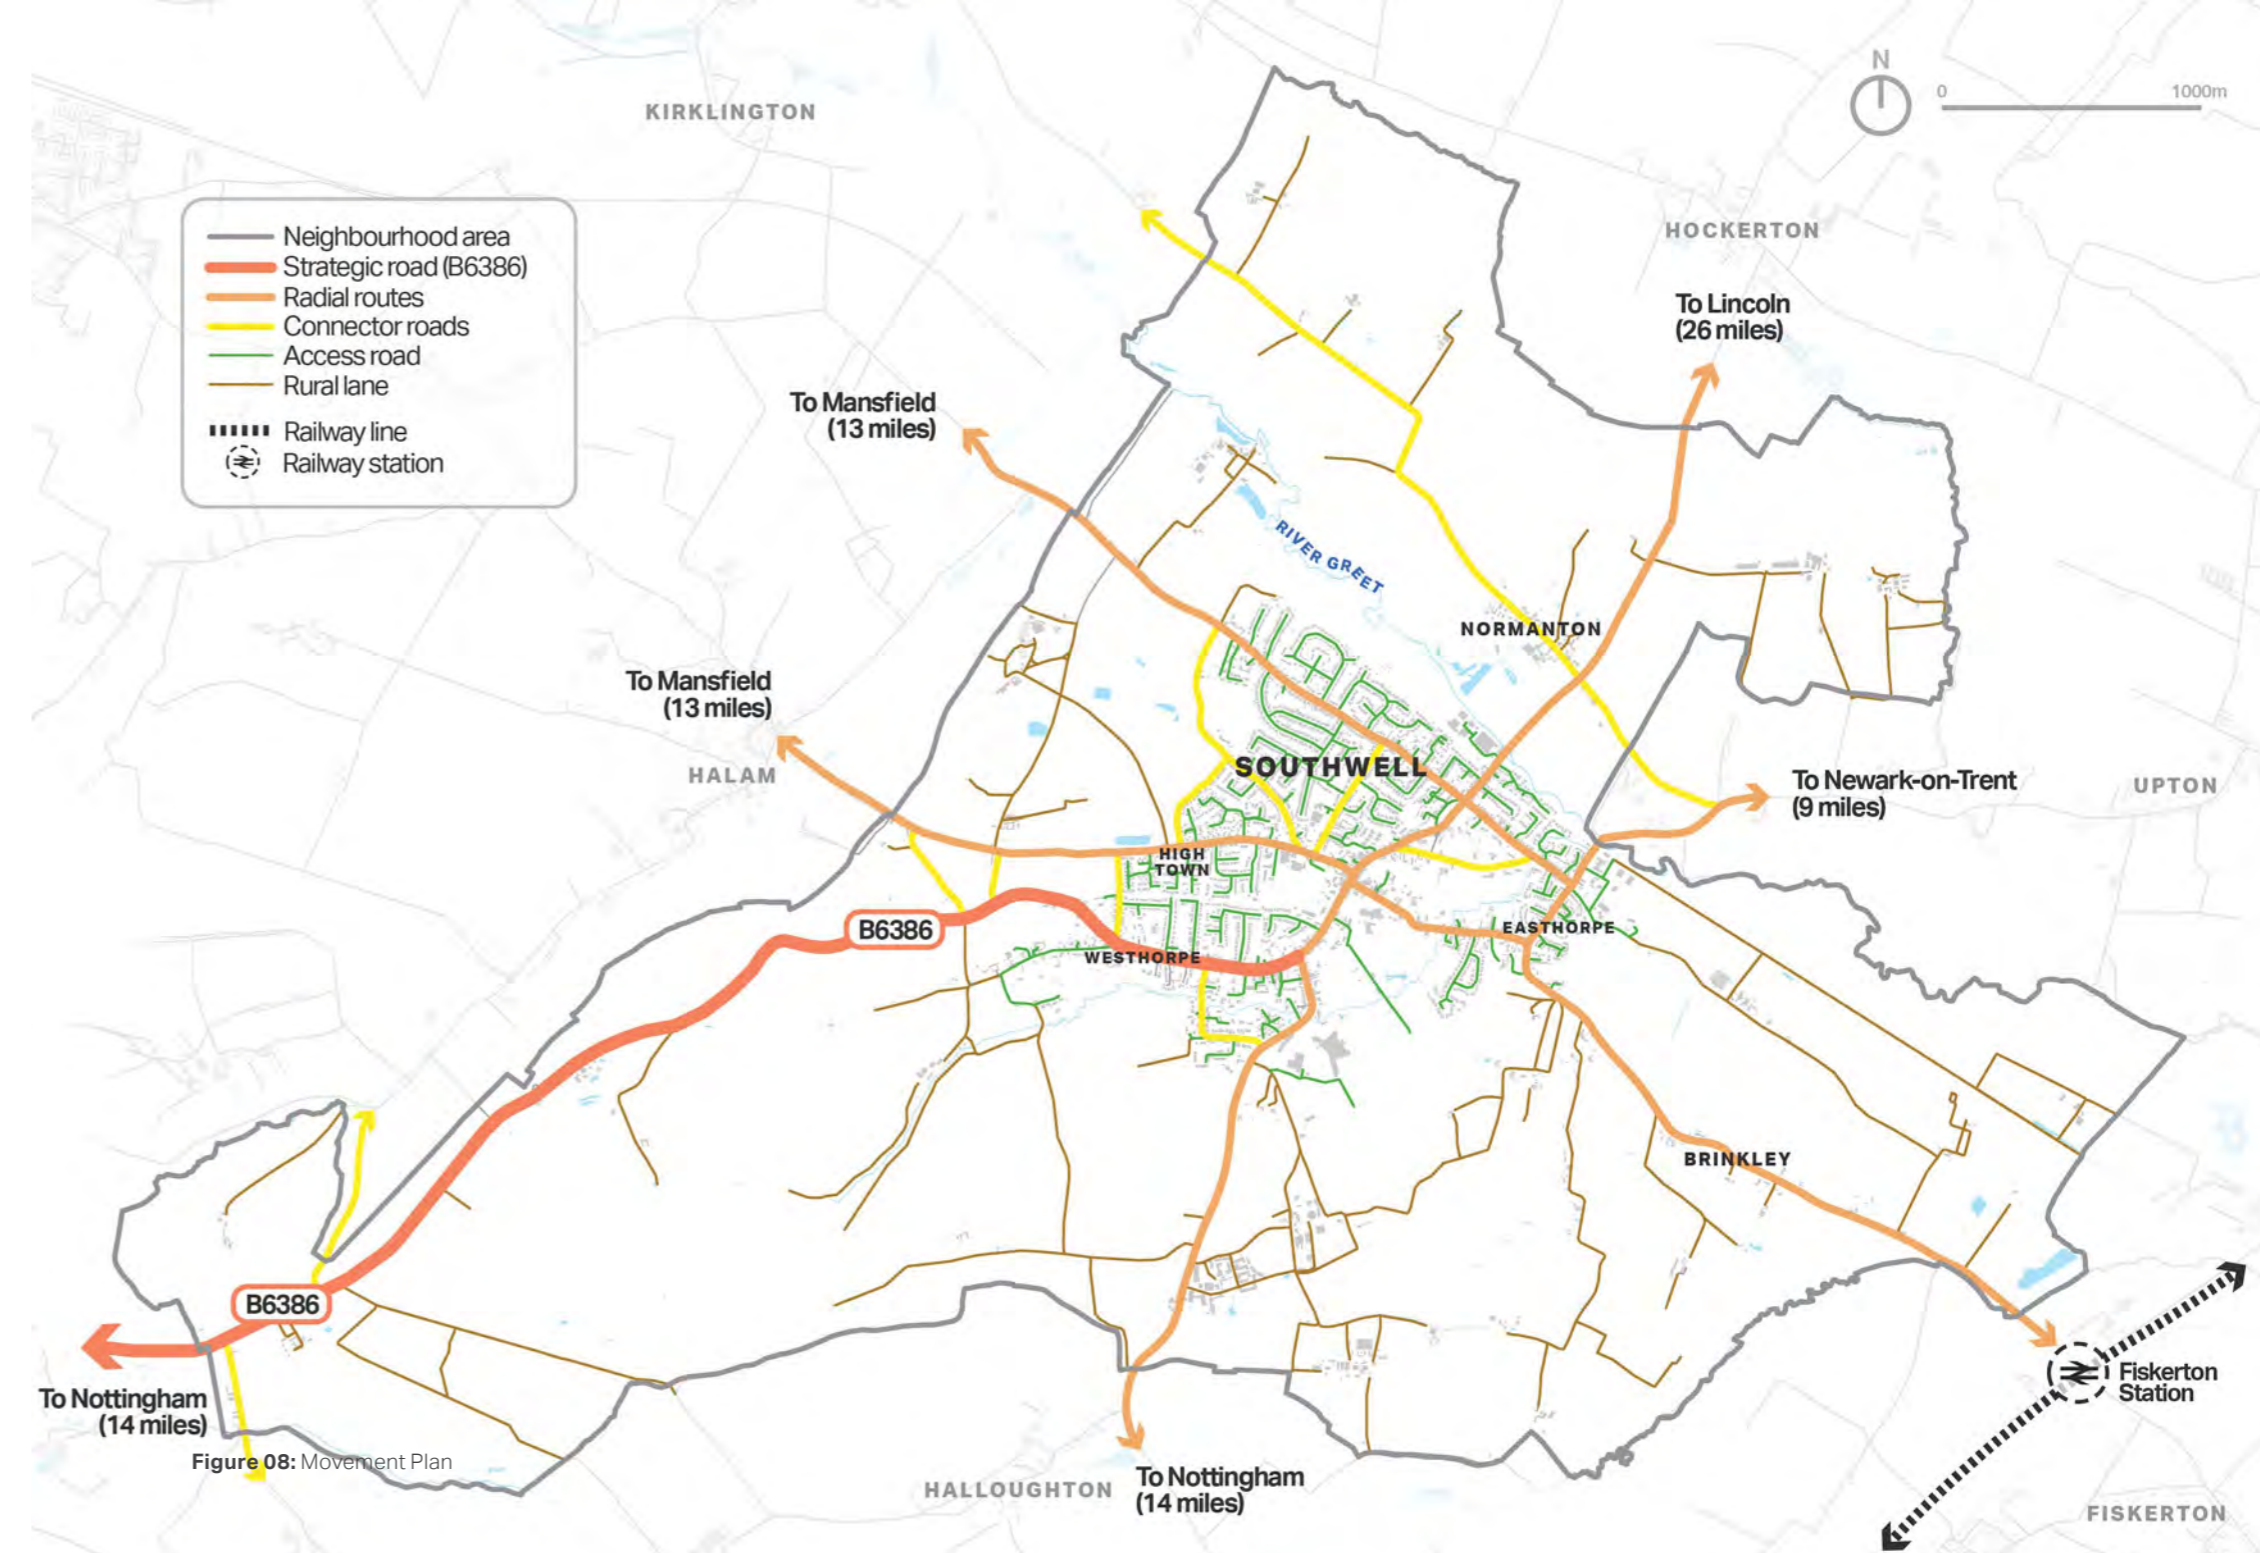 KIRKLINGTON
N
0
1000m
HOCKERTON
Neighbourhood area
Strategic road (B6386)
Radial routes
Connector roads
Access road
Rural lane
Railway line
Railway station
To Lincoln
(26 miles)
To Mansfield
(13 miles)
RIVER GREET
NORMANTON
To Mansfield
(13 miles)
HALAM
SOUTHWELL
To Newark-on-Trent
(9 miles)
UPTON
HIGH
TOWN
B6386
EASTHORPE
WESTHORPE
BRINKLEY
B6386
To Nottingham
(14 miles)
Fiskerton
Station
Figure 08: Movement Plan
HALLOUGHTON
To Nottingham
(14 miles)
FISKERTON